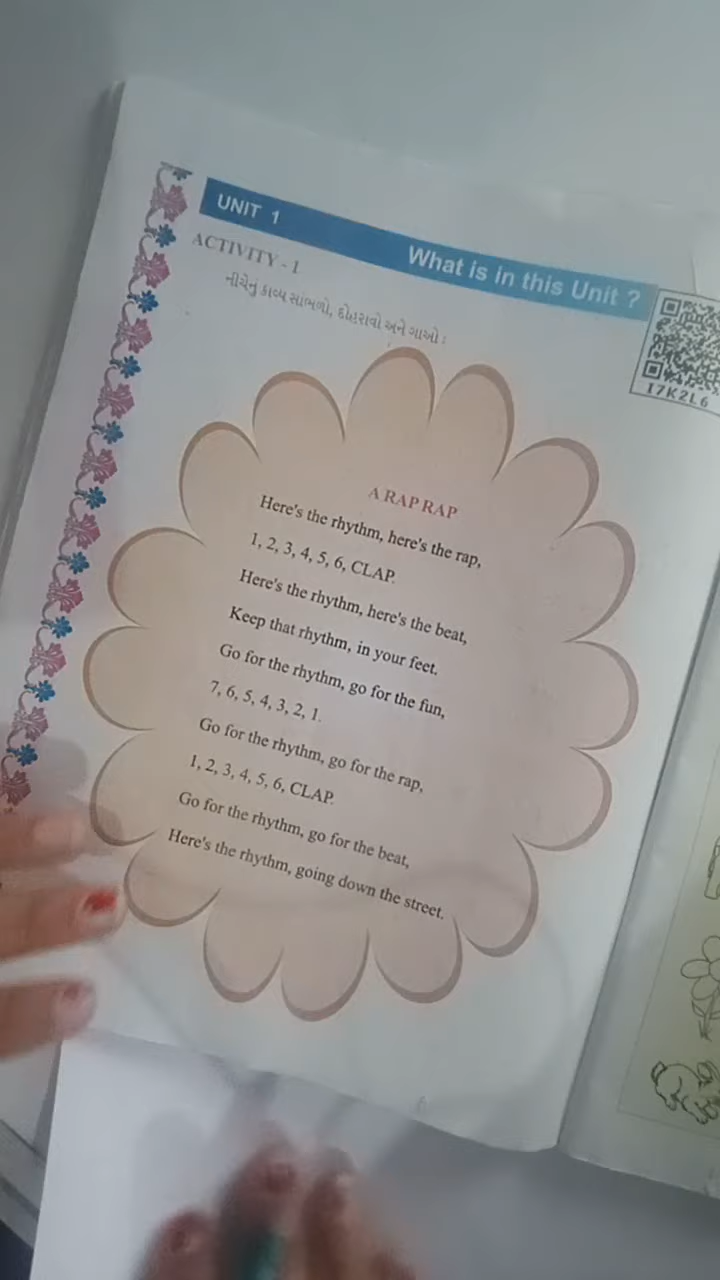 UNIT 1
What is in this Unit ?
ACTIVITY - 1
નીચેનું કાવ્ય સાંભળો, દોહરાવો અને ગાઓ :
17K2L6
A RAP RAP
Here's the rhythm, here's the rap,
1, 2, 3, 4, 5, 6, CLAP.
Here's the rhythm, here's the beat,
Keep that rhythm, in your feet.
Go for the rhythm, go for the fun,
7, 6, 5, 4, 3, 2, 1.
Go for the rhythm, go for the rap,
1, 2, 3, 4, 5, 6, CLAP.
Go for the rhythm, go for the beat,
Here's the rhythm, going down the street.